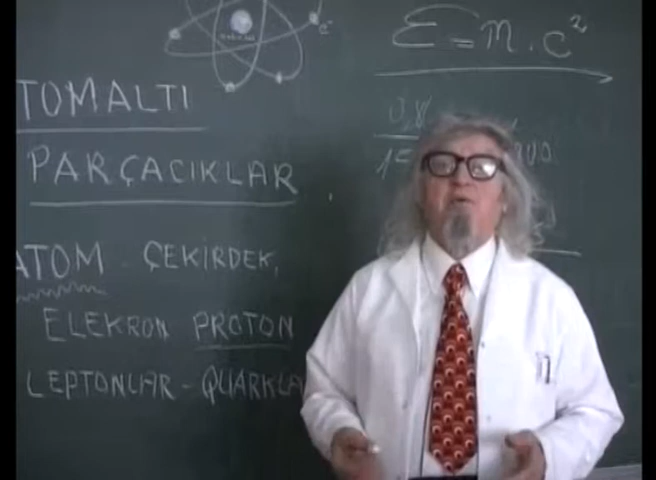 E = m.c²
TOMALTI
PARÇACIKLAR
ATOM ÇEKİRDEK,
ELEKRON PROTON
LEPTONLAR - QUARKLA